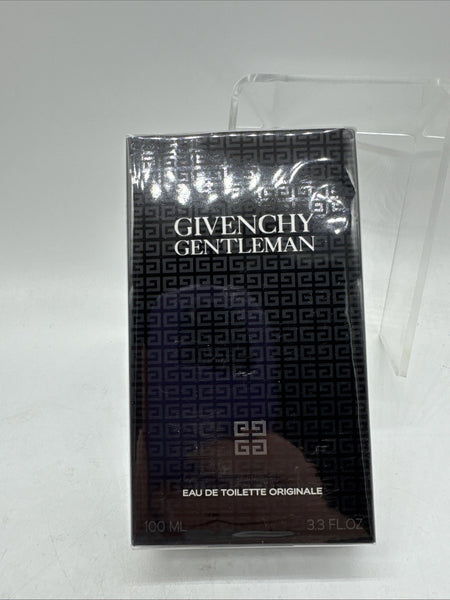 GIVENCHY
GENTLEMAN
EAU DE TOILETTE ORIGINALE
100 ML 3.3 FL.OZ